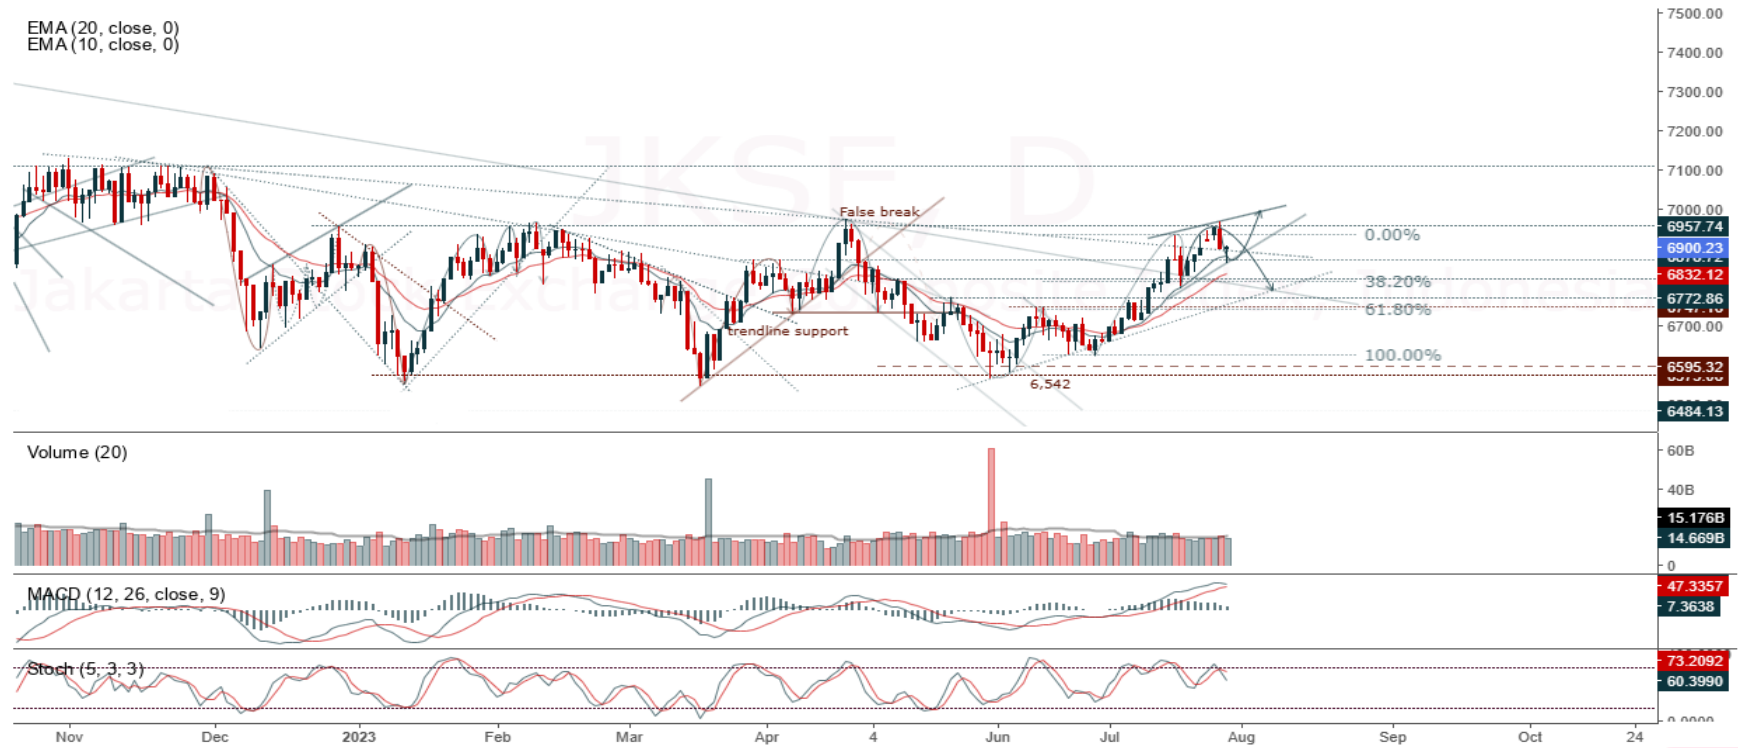 EMA (20, close, 0)
EMA (10, close, 0)
JKSE, D
7500.00
7400.00
7300.00
7200.00
7100.00
7000.00
6957.74
6900.23
6832.12
6772.86
6700.00
6595.32
6484.13
False break
trendline support
6,542
0.00%
38.20%
61.80%
100.00%
Volume (20)
60B
40B
15.176B
14.669B
0
MACD (12, 26, close, 9)
47.3357
7.3638
Stoch (5, 3, 3)
73.2092
60.3990
0.0000
Nov
Dec
2023
Feb
Mar
Apr
4
Jun
Jul
Aug
Sep
Oct
24